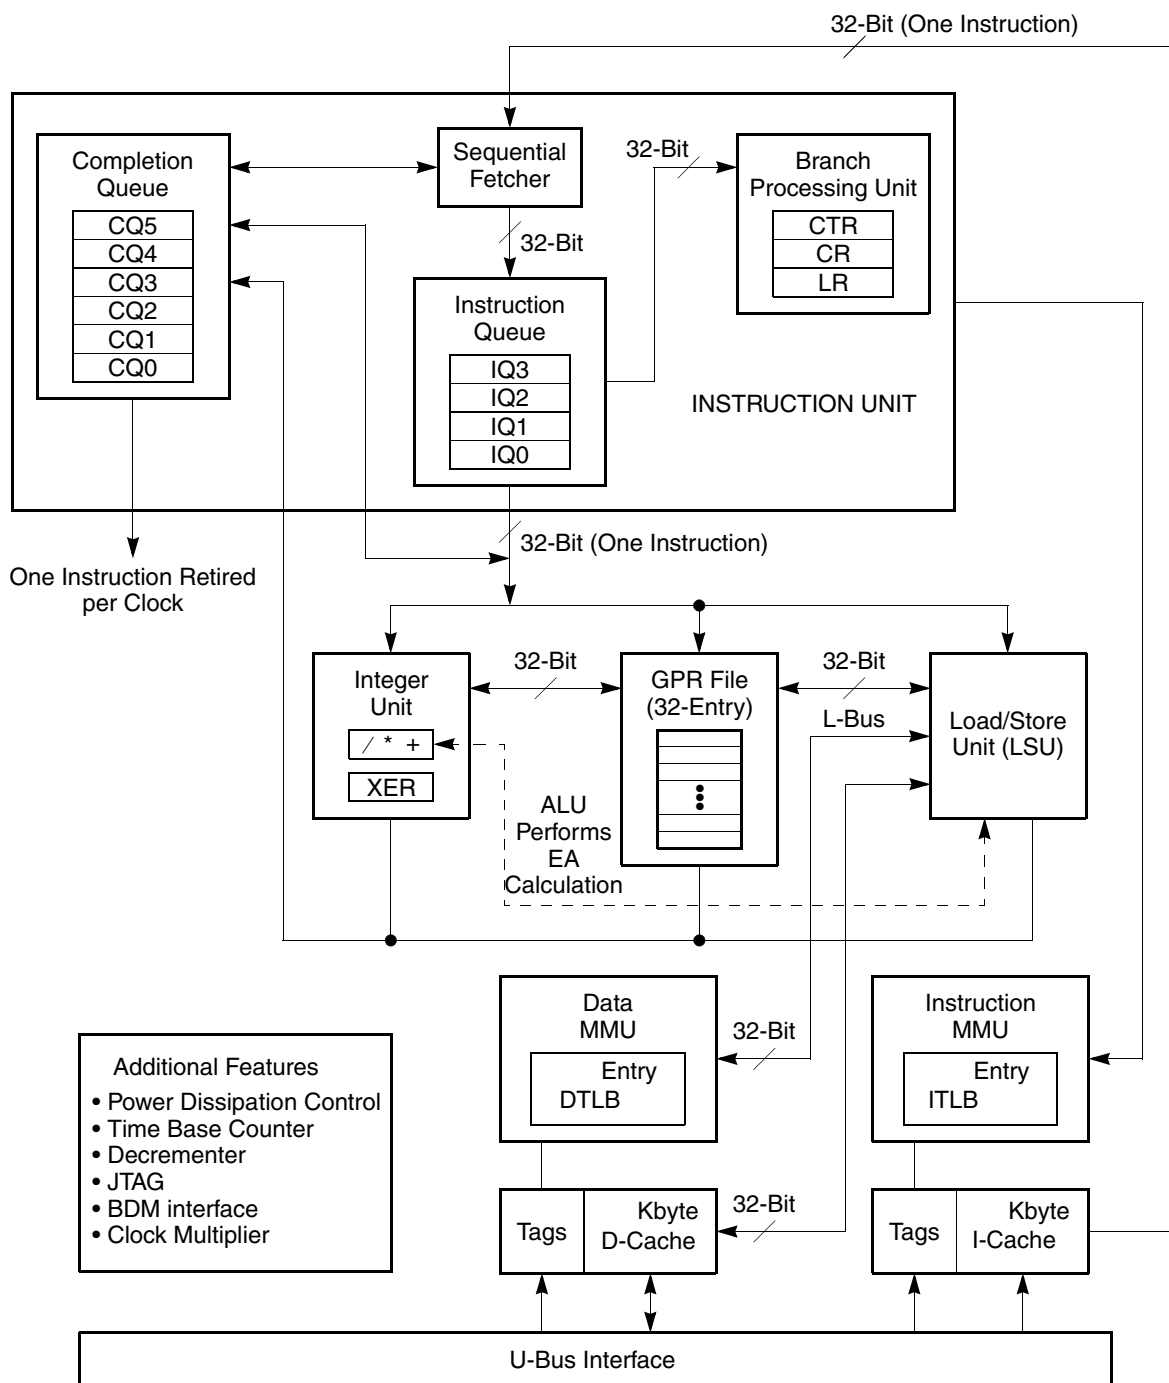 32-Bit (One Instruction)
Completion
Queue
CQ5
CQ4
CQ3
CQ2
CQ1
CQ0
Sequential
Fetcher
32-Bit
32-Bit
Branch
Processing Unit
CTR
CR
LR
Instruction
Queue
IQ3
IQ2
IQ1
IQ0
INSTRUCTION UNIT
32-Bit (One Instruction)
One Instruction Retired
per Clock
Integer
Unit
/ * +
XER
32-Bit
GPR File
(32-Entry)
32-Bit
L-Bus
Load/Store
Unit (LSU)
ALU
Performs
EA
Calculation
Data
MMU
Entry
DTLB
32-Bit
Instruction
MMU
Entry
ITLB
Additional Features
• Power Dissipation Control
• Time Base Counter
• Decrementer
• JTAG
• BDM interface
• Clock Multiplier
Tags
Kbyte
D-Cache
32-Bit
Tags
Kbyte
I-Cache
U-Bus Interface